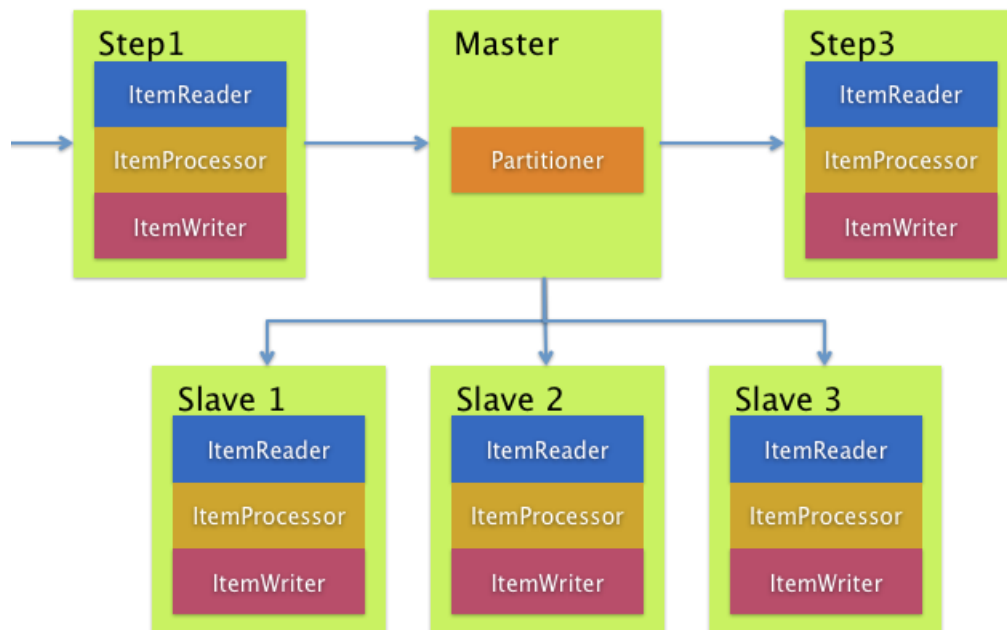 Step1
ItemReader
ItemProcessor
ItemWriter
Master
Partitioner
Step3
ItemReader
ItemProcessor
ItemWriter
Slave 1
ItemReader
ItemProcessor
ItemWriter
Slave 2
ItemReader
ItemProcessor
ItemWriter
Slave 3
ItemReader
ItemProcessor
ItemWriter